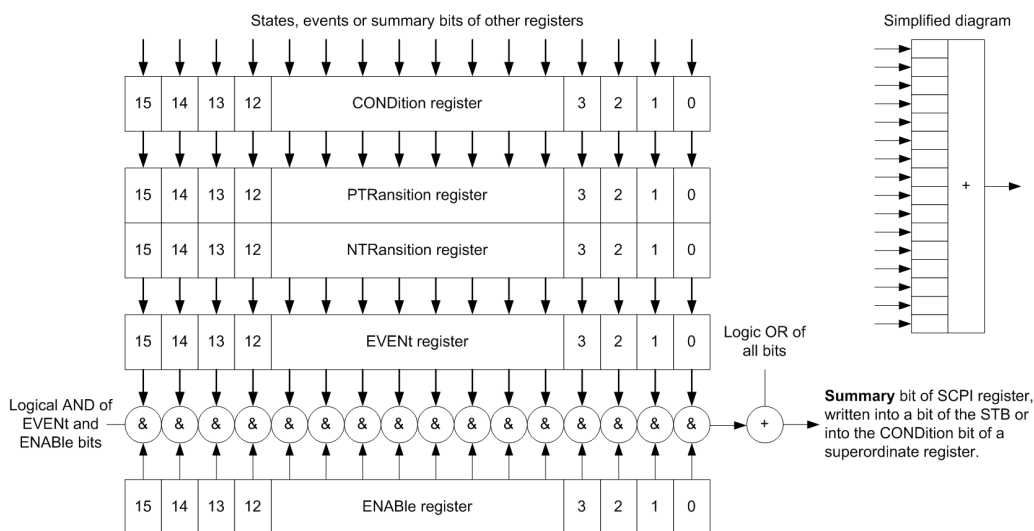 States, events or summary bits of other registers
Simplified diagram
15 14 13 12 CONDition register 3 2 1 0
15 14 13 12 PTRansition register 3 2 1 0
15 14 13 12 NTRansition register 3 2 1 0
+
15 14 13 12 EVENt register 3 2 1 0
Logic OR of
all bits
Logical AND of
EVENt and
ENABle bits
& & & & & & & & & & & & & & & &
+
Summary bit of SCPI register,
written into a bit of the STB or
into the CONDition bit of a
superordinate register.
15 14 13 12 ENABle register 3 2 1 0